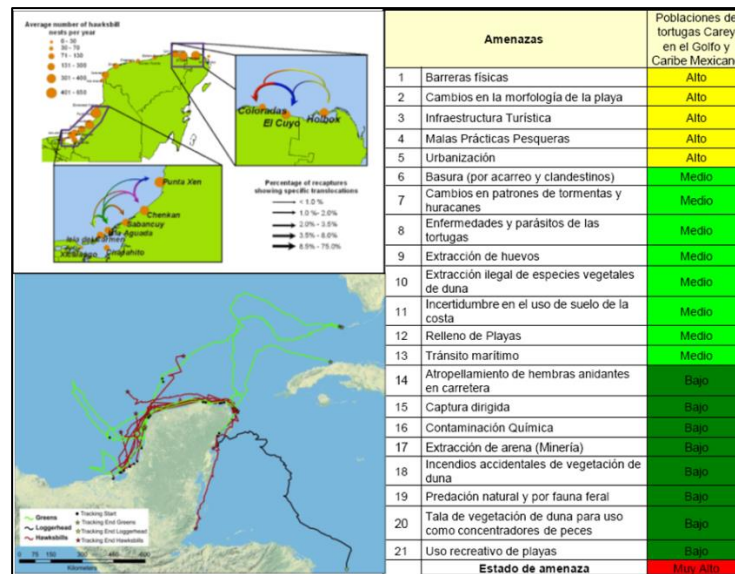 Average number of hawksbill
nests per year
0 - 30
30 - 70
71 - 130
131 - 300
301 - 400
401 - 550
Coloradas
El Cuyo
Holbox
Punta Xen
Chenkan
Sabancuy
Isla Aguada
Isla del Carmen
Chacahito
Xicalango
Percentage of recaptures
showing specific translocations
< 1.0 %
1.0 %- 2.0%
2.0% - 3.5%
3.5% - 8.0%
8.5% - 75.0%
Greens
Loggerhead
Hawksbills
Tracking Start
Tracking End Greens
Tracking End Loggerhead
Tracking End Hawksbills
0 75 150 300 450 600
Kilometers
Amenazas
Poblaciones de
tortugas Carey
en el Golfo y
Caribe Mexicano
1 Barreras físicas Alto
2 Cambios en la morfología de la playa Alto
3 Infraestructura Turística Alto
4 Malas Prácticas Pesqueras Alto
5 Urbanización Alto
6 Basura (por acarreo y clandestinos) Medio
7 Cambios en patrones de tormentas y
huracanes Medio
8 Enfermedades y parásitos de las
tortugas Medio
9 Extracción de huevos Medio
10 Extracción ilegal de especies vegetales
de duna Medio
11 Incertidumbre en el uso de suelo de la
costa Medio
12 Relleno de Playas Medio
13 Tránsito marítimo Medio
14 Atropellamiento de hembras anidantes
en carretera Bajo
15 Captura dirigida Bajo
16 Contaminación Química Bajo
17 Extracción de arena (Minería) Bajo
18 Incendios accidentales de vegetación de
duna Bajo
19 Predación natural y por fauna feral Bajo
20 Tala de vegetación de duna para uso
como concentradores de peces Bajo
21 Uso recreativo de playas Bajo
Estado de amenaza Muy Alto